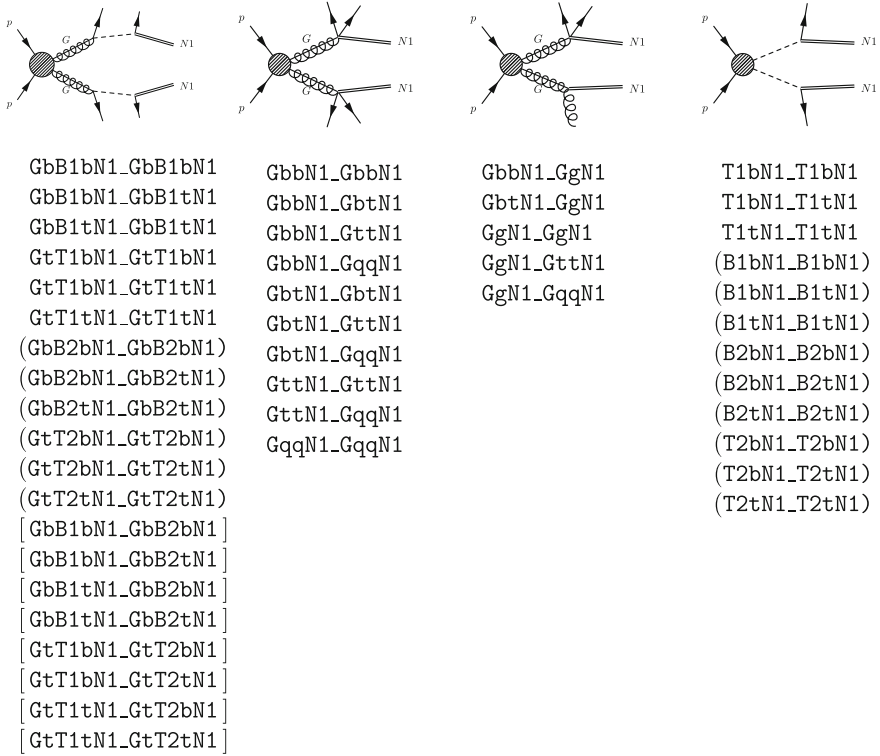 p
p
G
G
N1
N1
GbB1bN1_GbB1bN1
GbB1bN1_GbB1tN1
GbB1tN1_GbB1tN1
GtT1bN1_GtT1bN1
GtT1bN1_GtT1tN1
GtT1tN1_GtT1tN1
(GbB2bN1_GbB2bN1)
(GbB2bN1_GbB2tN1)
(GbB2tN1_GbB2tN1)
(GtT2bN1_GtT2bN1)
(GtT2bN1_GtT2tN1)
(GtT2tN1_GtT2tN1)
[GbB1bN1_GbB2bN1]
[GbB1bN1_GbB2tN1]
[GbB1tN1_GbB2bN1]
[GbB1tN1_GbB2tN1]
[GtT1bN1_GtT2bN1]
[GtT1bN1_GtT2tN1]
[GtT1tN1_GtT2bN1]
[GtT1tN1_GtT2tN1]
p
p
G
G
N1
N1
GbbN1_GbbN1
GbbN1_GbtN1
GbbN1_GttN1
GbbN1_GqqN1
GbtN1_GbtN1
GbtN1_GttN1
GbtN1_GqqN1
GttN1_GttN1
GttN1_GqqN1
GqqN1_GqqN1
p
p
G
G
N1
N1
GbbN1_GgN1
GbtN1_GgN1
GgN1_GgN1
GgN1_GttN1
GgN1_GqqN1
p
p
N1
N1
T1bN1_T1bN1
T1bN1_T1tN1
T1tN1_T1tN1
(B1bN1_B1bN1)
(B1bN1_B1tN1)
(B1tN1_B1tN1)
(B2bN1_B2bN1)
(B2bN1_B2tN1)
(B2tN1_B2tN1)
(T2bN1_T2bN1)
(T2bN1_T2tN1)
(T2tN1_T2tN1)